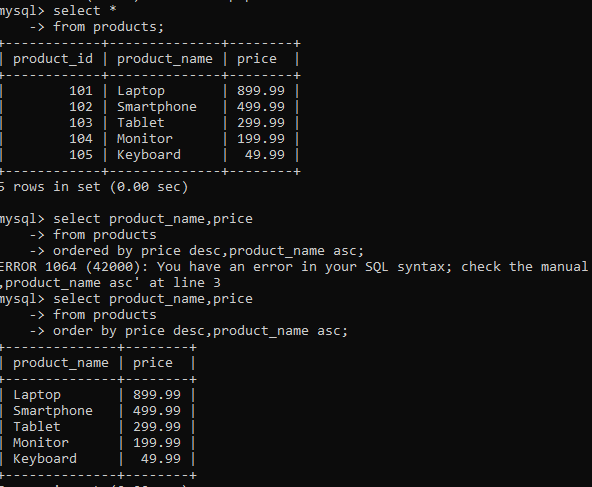 mysql> select *
    -> from products;
+------------+--------------+--------+
| product_id | product_name | price  |
+------------+--------------+--------+
|        101 | Laptop       | 899.99 |
|        102 | Smartphone   | 499.99 |
|        103 | Tablet       | 299.99 |
|        104 | Monitor      | 199.99 |
|        105 | Keyboard     |  49.99 |
+------------+--------------+--------+
5 rows in set (0.00 sec)

mysql> select product_name,price
    -> from products
    -> ordered by price desc,product_name asc;
ERROR 1064 (42000): You have an error in your SQL syntax; check the manual
,product_name asc' at line 3
mysql> select product_name,price
    -> from products
    -> order by price desc,product_name asc;
+--------------+--------+
| product_name | price  |
+--------------+--------+
| Laptop       | 899.99 |
| Smartphone   | 499.99 |
| Tablet       | 299.99 |
| Monitor      | 199.99 |
| Keyboard     |  49.99 |
+--------------+--------+